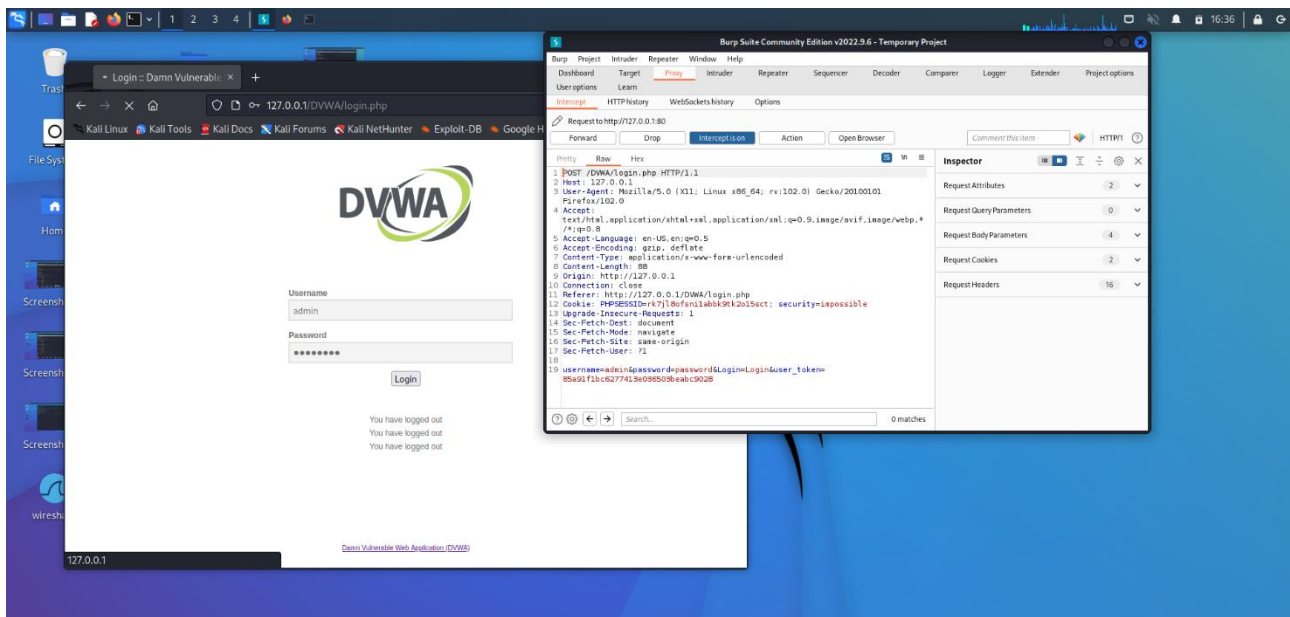 1 2 3 4
16:36
Trash
File Sys
Home
Screensh
Screensh
Screensh
wiresha
Login :: Damn Vulnerable
127.0.0.1/DVWA/login.php
Kali Linux Kali Tools Kali Docs Kali Forums Kali NetHunter Exploit-DB Google H
DVWA
Username
admin
Password
••••••••
Login
You have logged out
You have logged out
You have logged out
Damn Vulnerable Web Application (DVWA)
127.0.0.1
Burp Suite Community Edition v2022.9.6 - Temporary Project
Burp Project Intruder Repeater Window Help
Dashboard Target Proxy Intruder Repeater Sequencer Decoder Comparer Logger Extender Project options
User options Learn
Intercept HTTP history WebSockets history Options
Request to http://127.0.0.1:80
Forward Drop Intercept is on Action Open Browser Comment this item HTTP/1
Pretty Raw Hex \n
1 POST /DVWA/login.php HTTP/1.1
2 Host: 127.0.0.1
3 User-Agent: Mozilla/5.0 (X11; Linux x86_64; rv:102.0) Gecko/20100101
Firefox/102.0
4 Accept:
text/html,application/xhtml+xml,application/xml;q=0.9,image/avif,image/webp,*
/*;q=0.8
5 Accept-Language: en-US,en;q=0.5
6 Accept-Encoding: gzip, deflate
7 Content-Type: application/x-www-form-urlencoded
8 Content-Length: 88
9 Origin: http://127.0.0.1
10 Connection: close
11 Referer: http://127.0.0.1/DVWA/login.php
12 Cookie: PHPSESSID=rk7jl8ofsni1abbk9tk2o15sct; security=impossible
13 Upgrade-Insecure-Requests: 1
14 Sec-Fetch-Dest: document
15 Sec-Fetch-Mode: navigate
16 Sec-Fetch-Site: same-origin
17 Sec-Fetch-User: ?1
18
19 username=admin&password=password&Login=Login&user_token=
Search...
0 matches
Inspector
Request Attributes 2
Request Query Parameters 0
Request Body Parameters 4
Request Cookies 2
Request Headers 16